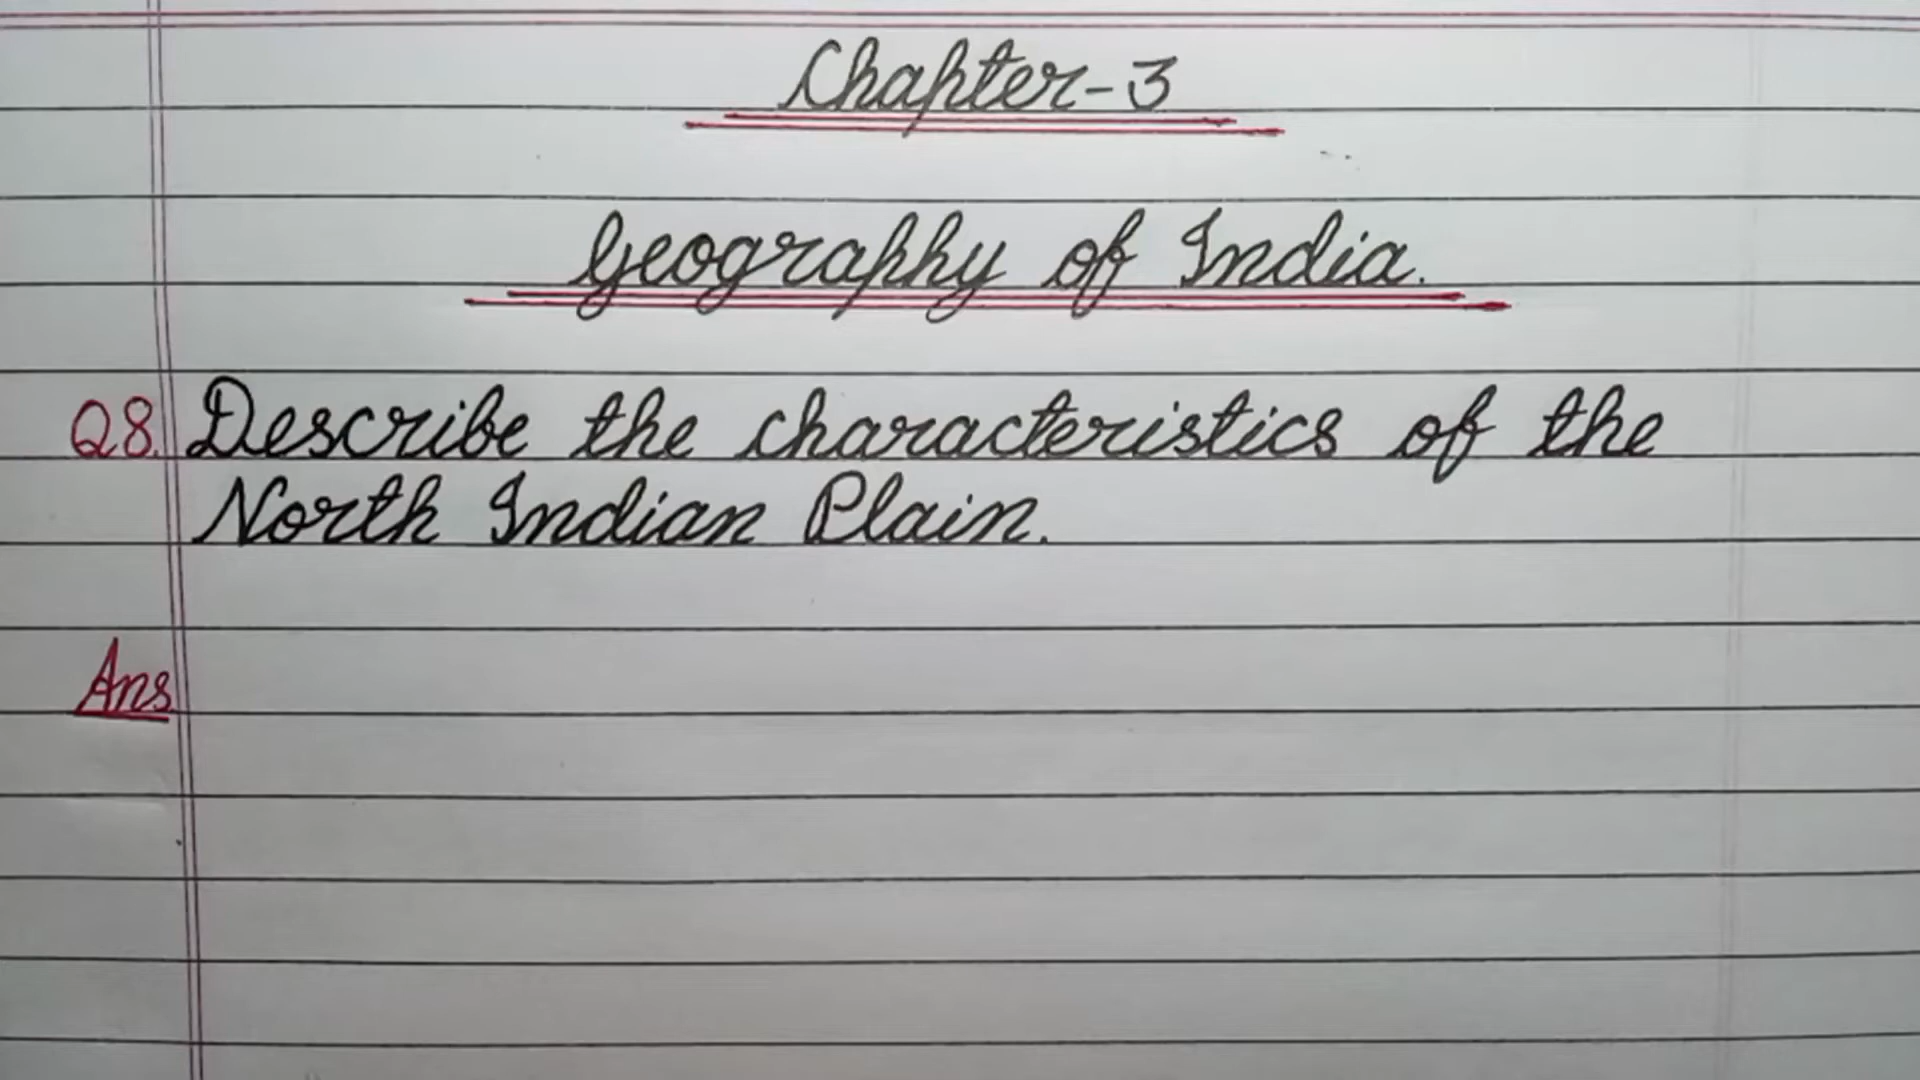 Chapter-3
Geography of India.
Q8. Describe the characteristics of the
North Indian Plain.
Ans.